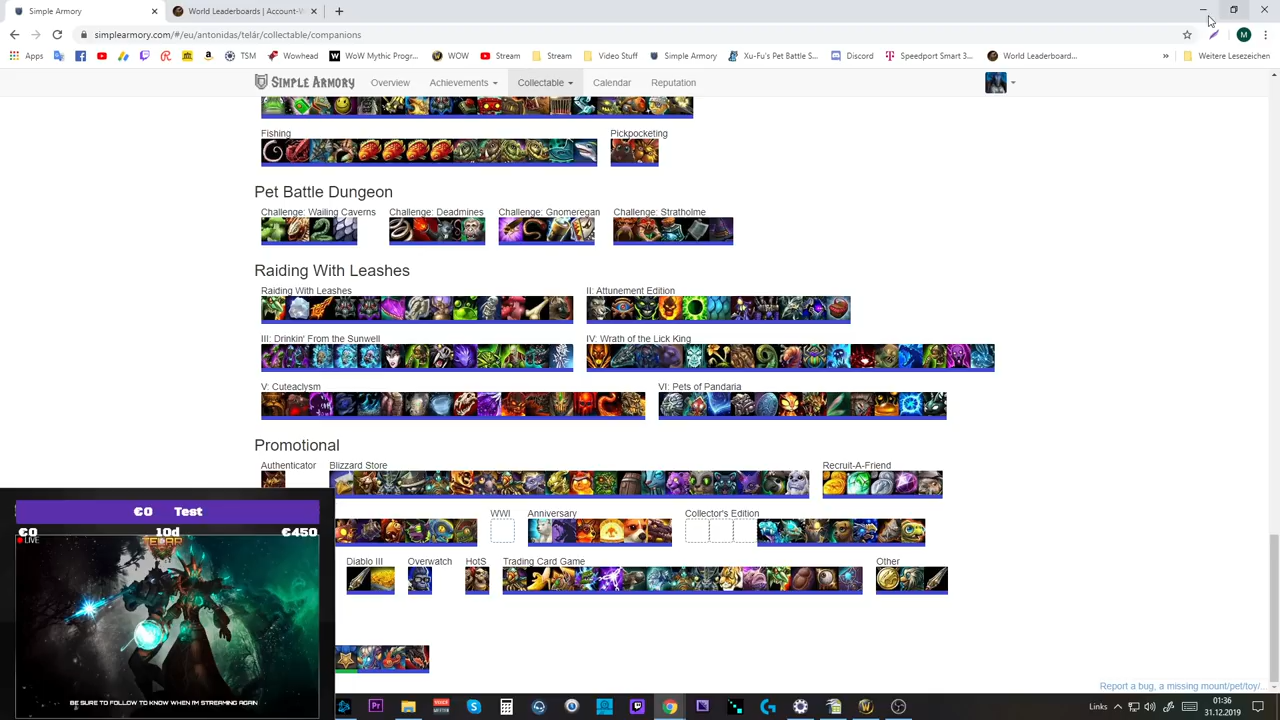 Simple Armory
World Leaderboards | Account-W
simplearmory.com/#/eu/antonidas/telár/collectable/companions
M
Apps
TSM
Wowhead
WoW Mythic Progr...
WOW
Stream
Stream
Video Stuff
Simple Armory
Xu-Fu's Pet Battle S...
Discord
Speedport Smart 3...
World Leaderboard...
»
Weitere Lesezeichen
SIMPLE ARMORY
Overview
Achievements
Collectable
Calendar
Reputation
Fishing
Pickpocketing
Pet Battle Dungeon
Challenge: Wailing Caverns
Challenge: Deadmines
Challenge: Gnomeregan
Challenge: Stratholme
Raiding With Leashes
Raiding With Leashes
II: Attunement Edition
III: Drinkin' From the Sunwell
IV: Wrath of the Lick King
V: Cuteaclysm
VI: Pets of Pandaria
Promotional
Authenticator
Blizzard Store
Recruit-A-Friend
WWI
Anniversary
Collector's Edition
Diablo III
Overwatch
HotS
Trading Card Game
Other
€0 Test
€0
10d
€450
LIVE
BE SURE TO FOLLOW TO KNOW WHEN I'M STREAMING AGAIN
Report a bug, a missing mount/pet/toy/...
Links
»
01:36
31.12.2019